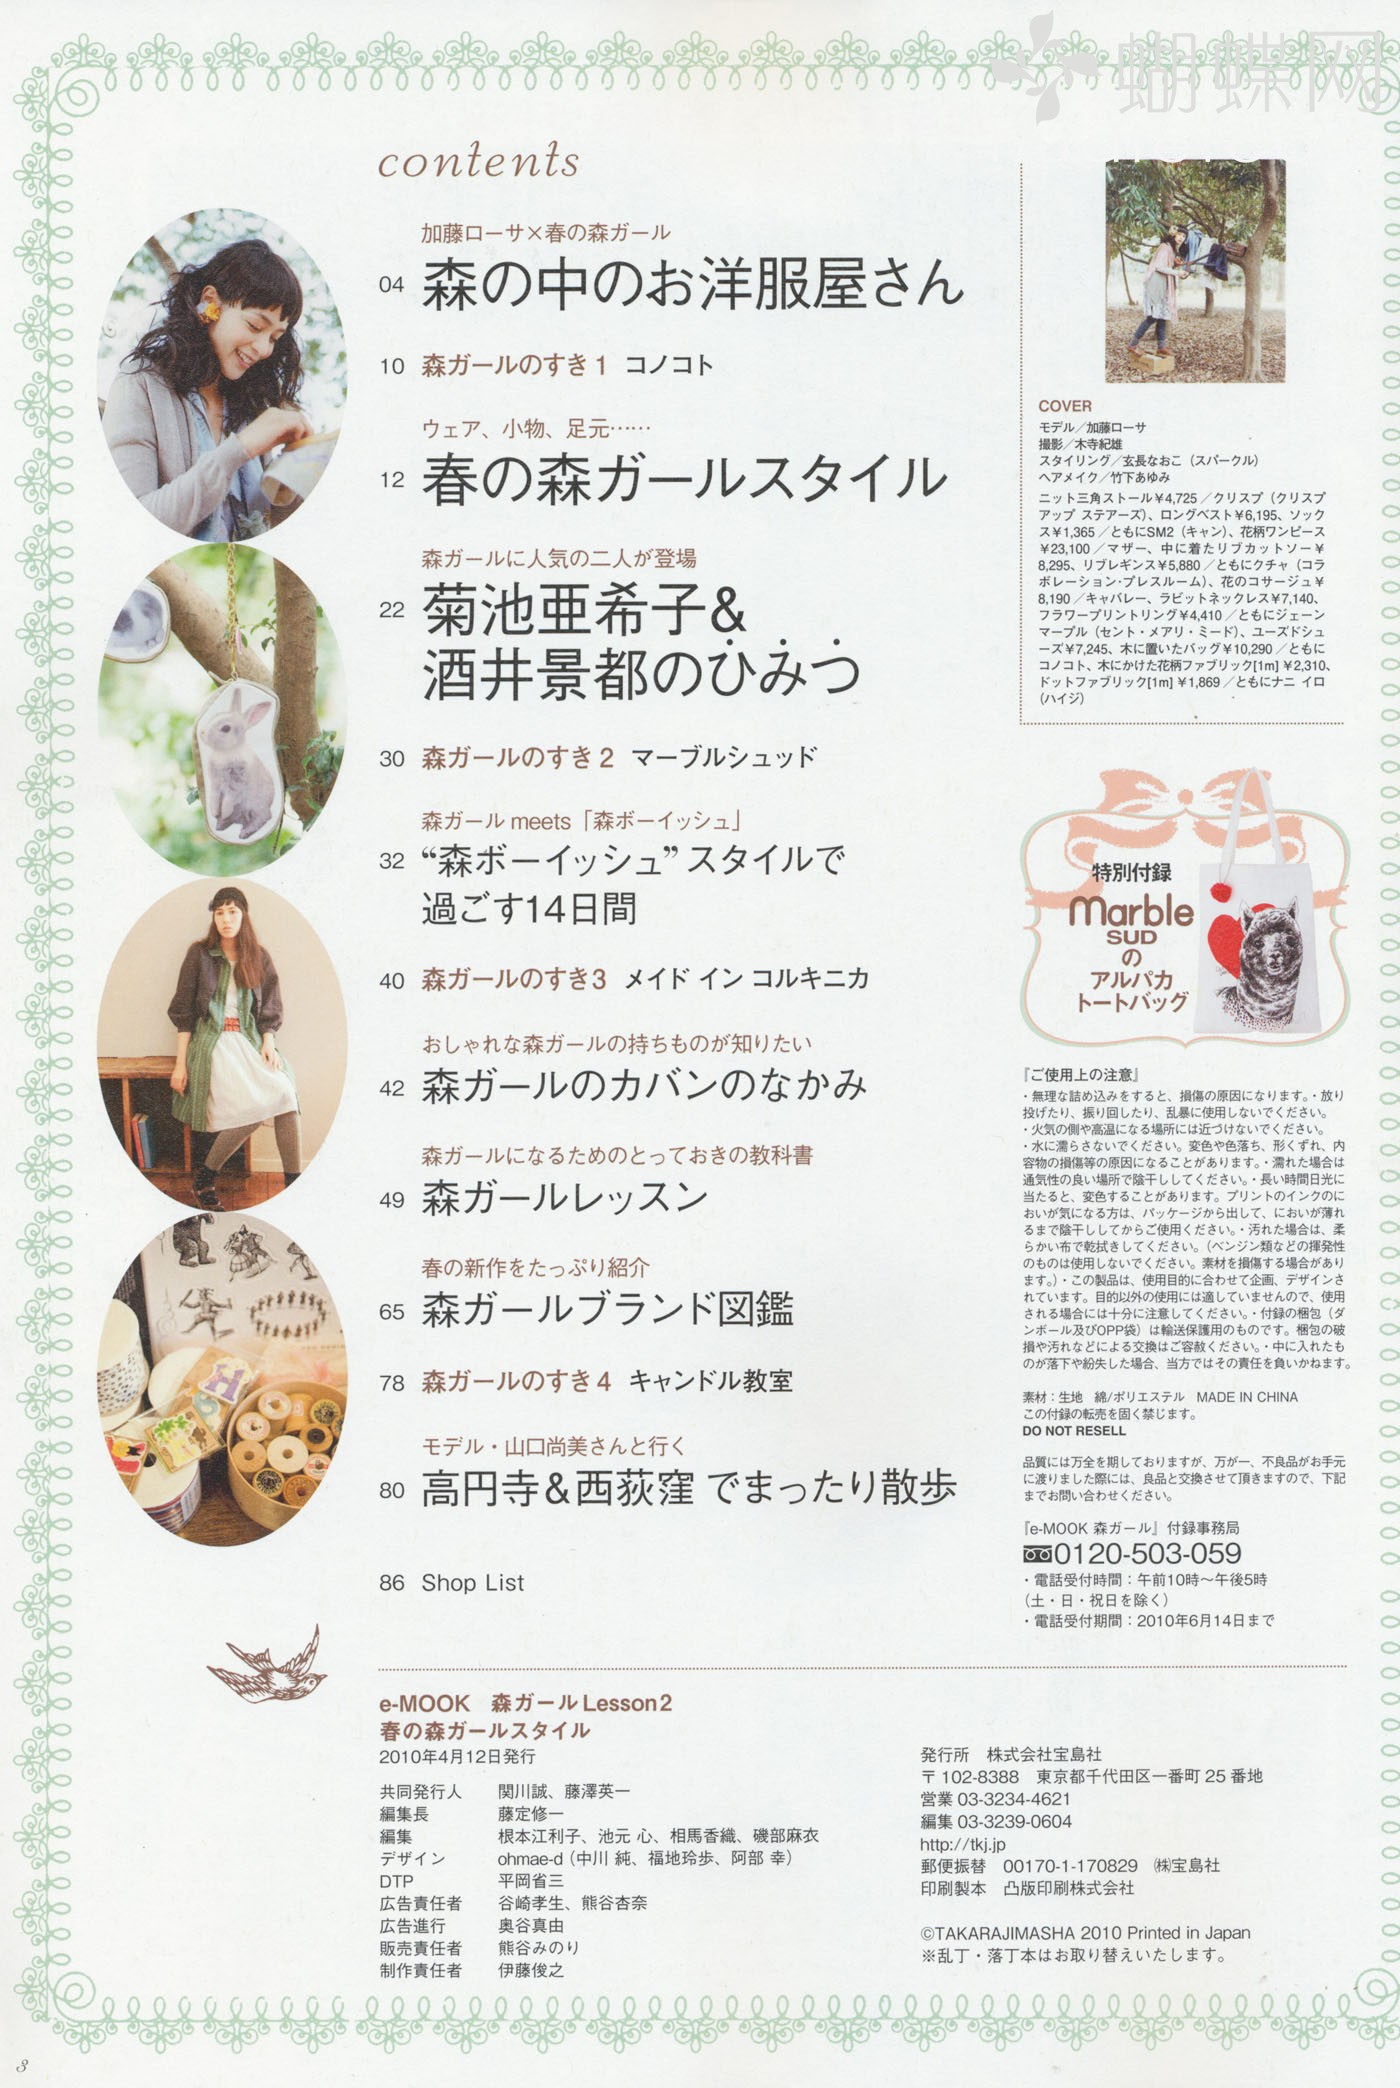 蝴蝶网
contents
加藤ローサ×春の森ガール
04 森の中のお洋服屋さん
10 森ガールのすき1 コノコト
ウェア、小物、足元……
12 春の森ガールスタイル
森ガールに人気の二人が登場
22 菊池亜希子&
酒井景都のひみつ
30 森ガールのすき2 マーブルシュッド
森ガール meets「森ボーイッシュ」
32 “森ボーイッシュ” スタイルで
過ごす14日間
40 森ガールのすき3 メイド イン コルキニカ
おしゃれな森ガールの持ちものが知りたい
42 森ガールのカバンのなかみ
森ガールになるためのとっておきの教科書
49 森ガールレッスン
春の新作をたっぷり紹介
65 森ガールブランド図鑑
78 森ガールのすき4 キャンドル教室
モデル・山口尚美さんと行く
80 高円寺&西荻窪 でまったり散歩
86 Shop List
COVER
モデル／加藤ローサ
撮影／木寺紀雄
スタイリング／玄長なおこ（スパークル）
ヘアメイク／竹下あゆみ
ニット三角ストール¥4,725／クリスプ（クリスプ
アップ ステアーズ）、ロングベスト¥6,195、ソック
ス¥1,365／ともにSM2（キャン）、花柄ワンピース
¥23,100／マザー、中に着たリブカットソー¥
8,295、リブレギンス¥5,880／ともにクチャ（コラ
ボレーション・プレスルーム）、花のコサージュ¥
8,190／キャバレー、ラビットネックレス¥7,140、
フラワープリントリング¥4,410／ともにジェーン
マープル（セント・メアリ・ミード）、ユーズドシュ
ーズ¥7,245、木に置いたバッグ¥10,290／ともに
コノコト、木にかけた花柄ファブリック[1m]¥2,310、
ドットファブリック[1m]¥1,869／ともにナニ イロ
（ハイジ）
特別付録
marble
SUD
の
アルパカ
トートバッグ
『ご使用上の注意』
・無理な詰め込みをすると、損傷の原因になります。・放り
投げたり、振り回したり、乱暴に使用しないでください。
・火気の側や高温になる場所には近づけないでください。
・水に濡らさないでください。変色や色落ち、形くずれ、内
容物の損傷等の原因になることがあります。・濡れた場合は
通気性の良い場所で陰干ししてください。・長い時間日光に
当たると、変色することがあります。プリントのインクのに
おいが気になる方は、パッケージから出して、においが薄れ
るまで陰干ししてからご使用ください。・汚れた場合は、柔
らかい布で乾拭きしてください。（ベンジン類などの揮発性
のものは使用しないでください。素材を損傷する場合があり
ます。）・この製品は、使用目的に合わせて企画、デザインさ
れています。目的以外の使用には適していませんので、使用
される場合には十分に注意してください。・付録の梱包（ダ
ンボール及びOPP袋）は輸送保護用のものです。梱包の破
損や汚れなどによる交換はご容赦ください。・中に入れたも
のが落下や紛失した場合、当方ではその責任を負いかねます。
素材：生地 綿/ポリエステル MADE IN CHINA
この付録の転売を固く禁じます。
DO NOT RESELL
品質には万全を期しておりますが、万が一、不良品がお手元
に渡りました際には、良品と交換させて頂きますので、下記
までお問い合わせください。
『e-MOOK 森ガール』付録事務局
0120-503-059
・電話受付時間：午前10時〜午後5時
（土・日・祝日を除く）
・電話受付期間：2010年6月14日まで
e-MOOK 森ガール Lesson2
春の森ガールスタイル
2010年4月12日発行
共同発行人 関川誠、藤澤英一
編集長 藤定修一
編集 根本江利子、池元 心、相馬香織、磯部麻衣
デザイン ohmae-d（中川 純、福地玲歩、阿部 幸）
DTP 平岡省三
広告責任者 谷崎孝生、熊谷杏奈
広告進行 奥谷真由
販売責任者 熊谷みのり
制作責任者 伊藤俊之
発行所 株式会社宝島社
〒102-8388 東京都千代田区一番町25番地
営業 03-3234-4621
編集 03-3239-0604
http://tkj.jp
郵便振替 00170-1-170829 ㈱宝島社
印刷製本 凸版印刷株式会社
©TAKARAJIMASHA 2010 Printed in Japan
※乱丁・落丁本はお取り替えいたします。
3